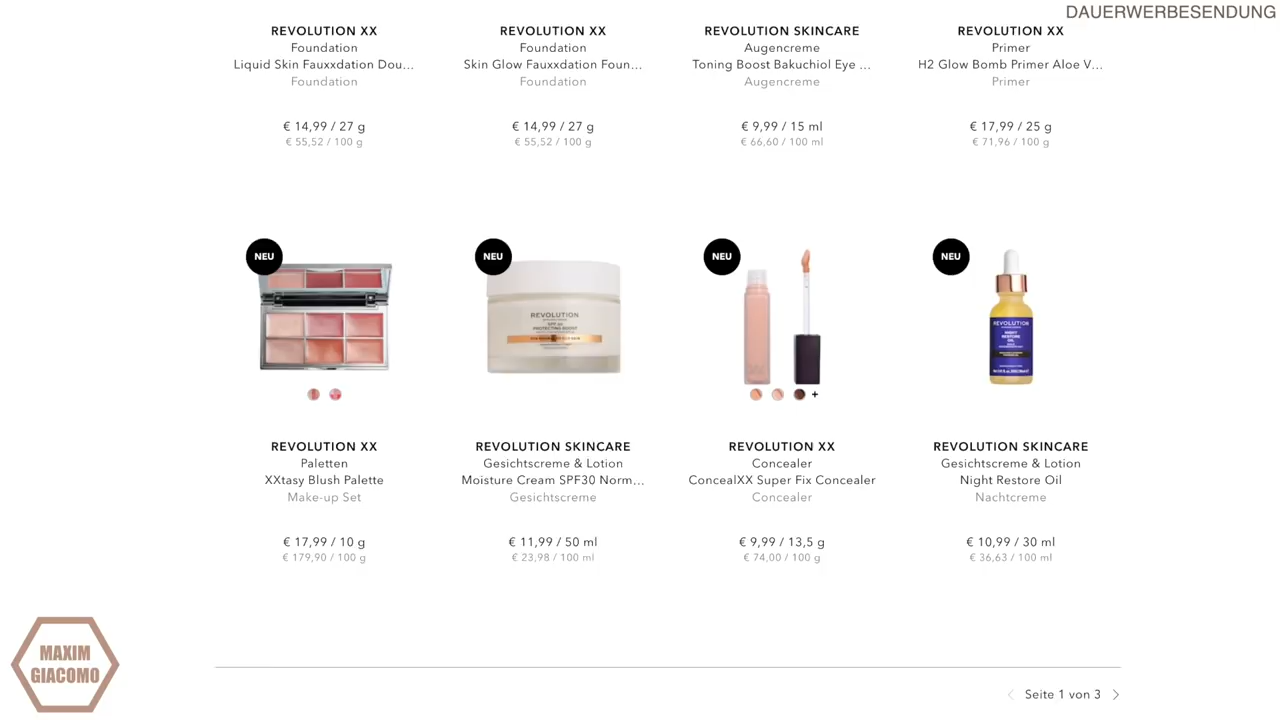 DAUERWERBESENDUNG
REVOLUTION XX
Foundation
Liquid Skin Fauxxdation Dou...
Foundation
€ 14,99 / 27 g
€ 55,52 / 100 g
REVOLUTION XX
Foundation
Skin Glow Fauxxdation Foun...
Foundation
€ 14,99 / 27 g
€ 55,52 / 100 g
REVOLUTION SKINCARE
Augencreme
Toning Boost Bakuchiol Eye ...
Augencreme
€ 9,99 / 15 ml
€ 66,60 / 100 ml
REVOLUTION XX
Primer
H2 Glow Bomb Primer Aloe V...
Primer
€ 17,99 / 25 g
€ 71,96 / 100 g
NEU
REVOLUTION XX
Paletten
XXtasy Blush Palette
Make-up Set
€ 17,99 / 10 g
€ 179,90 / 100 g
NEU
REVOLUTION
SPF 30
PROTECTING BOOST
REVOLUTION SKINCARE
Gesichtscreme & Lotion
Moisture Cream SPF30 Norm...
Gesichtscreme
€ 11,99 / 50 ml
€ 23,98 / 100 ml
NEU
+
REVOLUTION XX
Concealer
ConcealXX Super Fix Concealer
Concealer
€ 9,99 / 13,5 g
€ 74,00 / 100 g
NEU
REVOLUTION
NIGHT
RESTORE
OIL
REVOLUTION SKINCARE
Gesichtscreme & Lotion
Night Restore Oil
Nachtcreme
€ 10,99 / 30 ml
€ 36,63 / 100 ml
MAXIM
GIACOMO
Seite 1 von 3